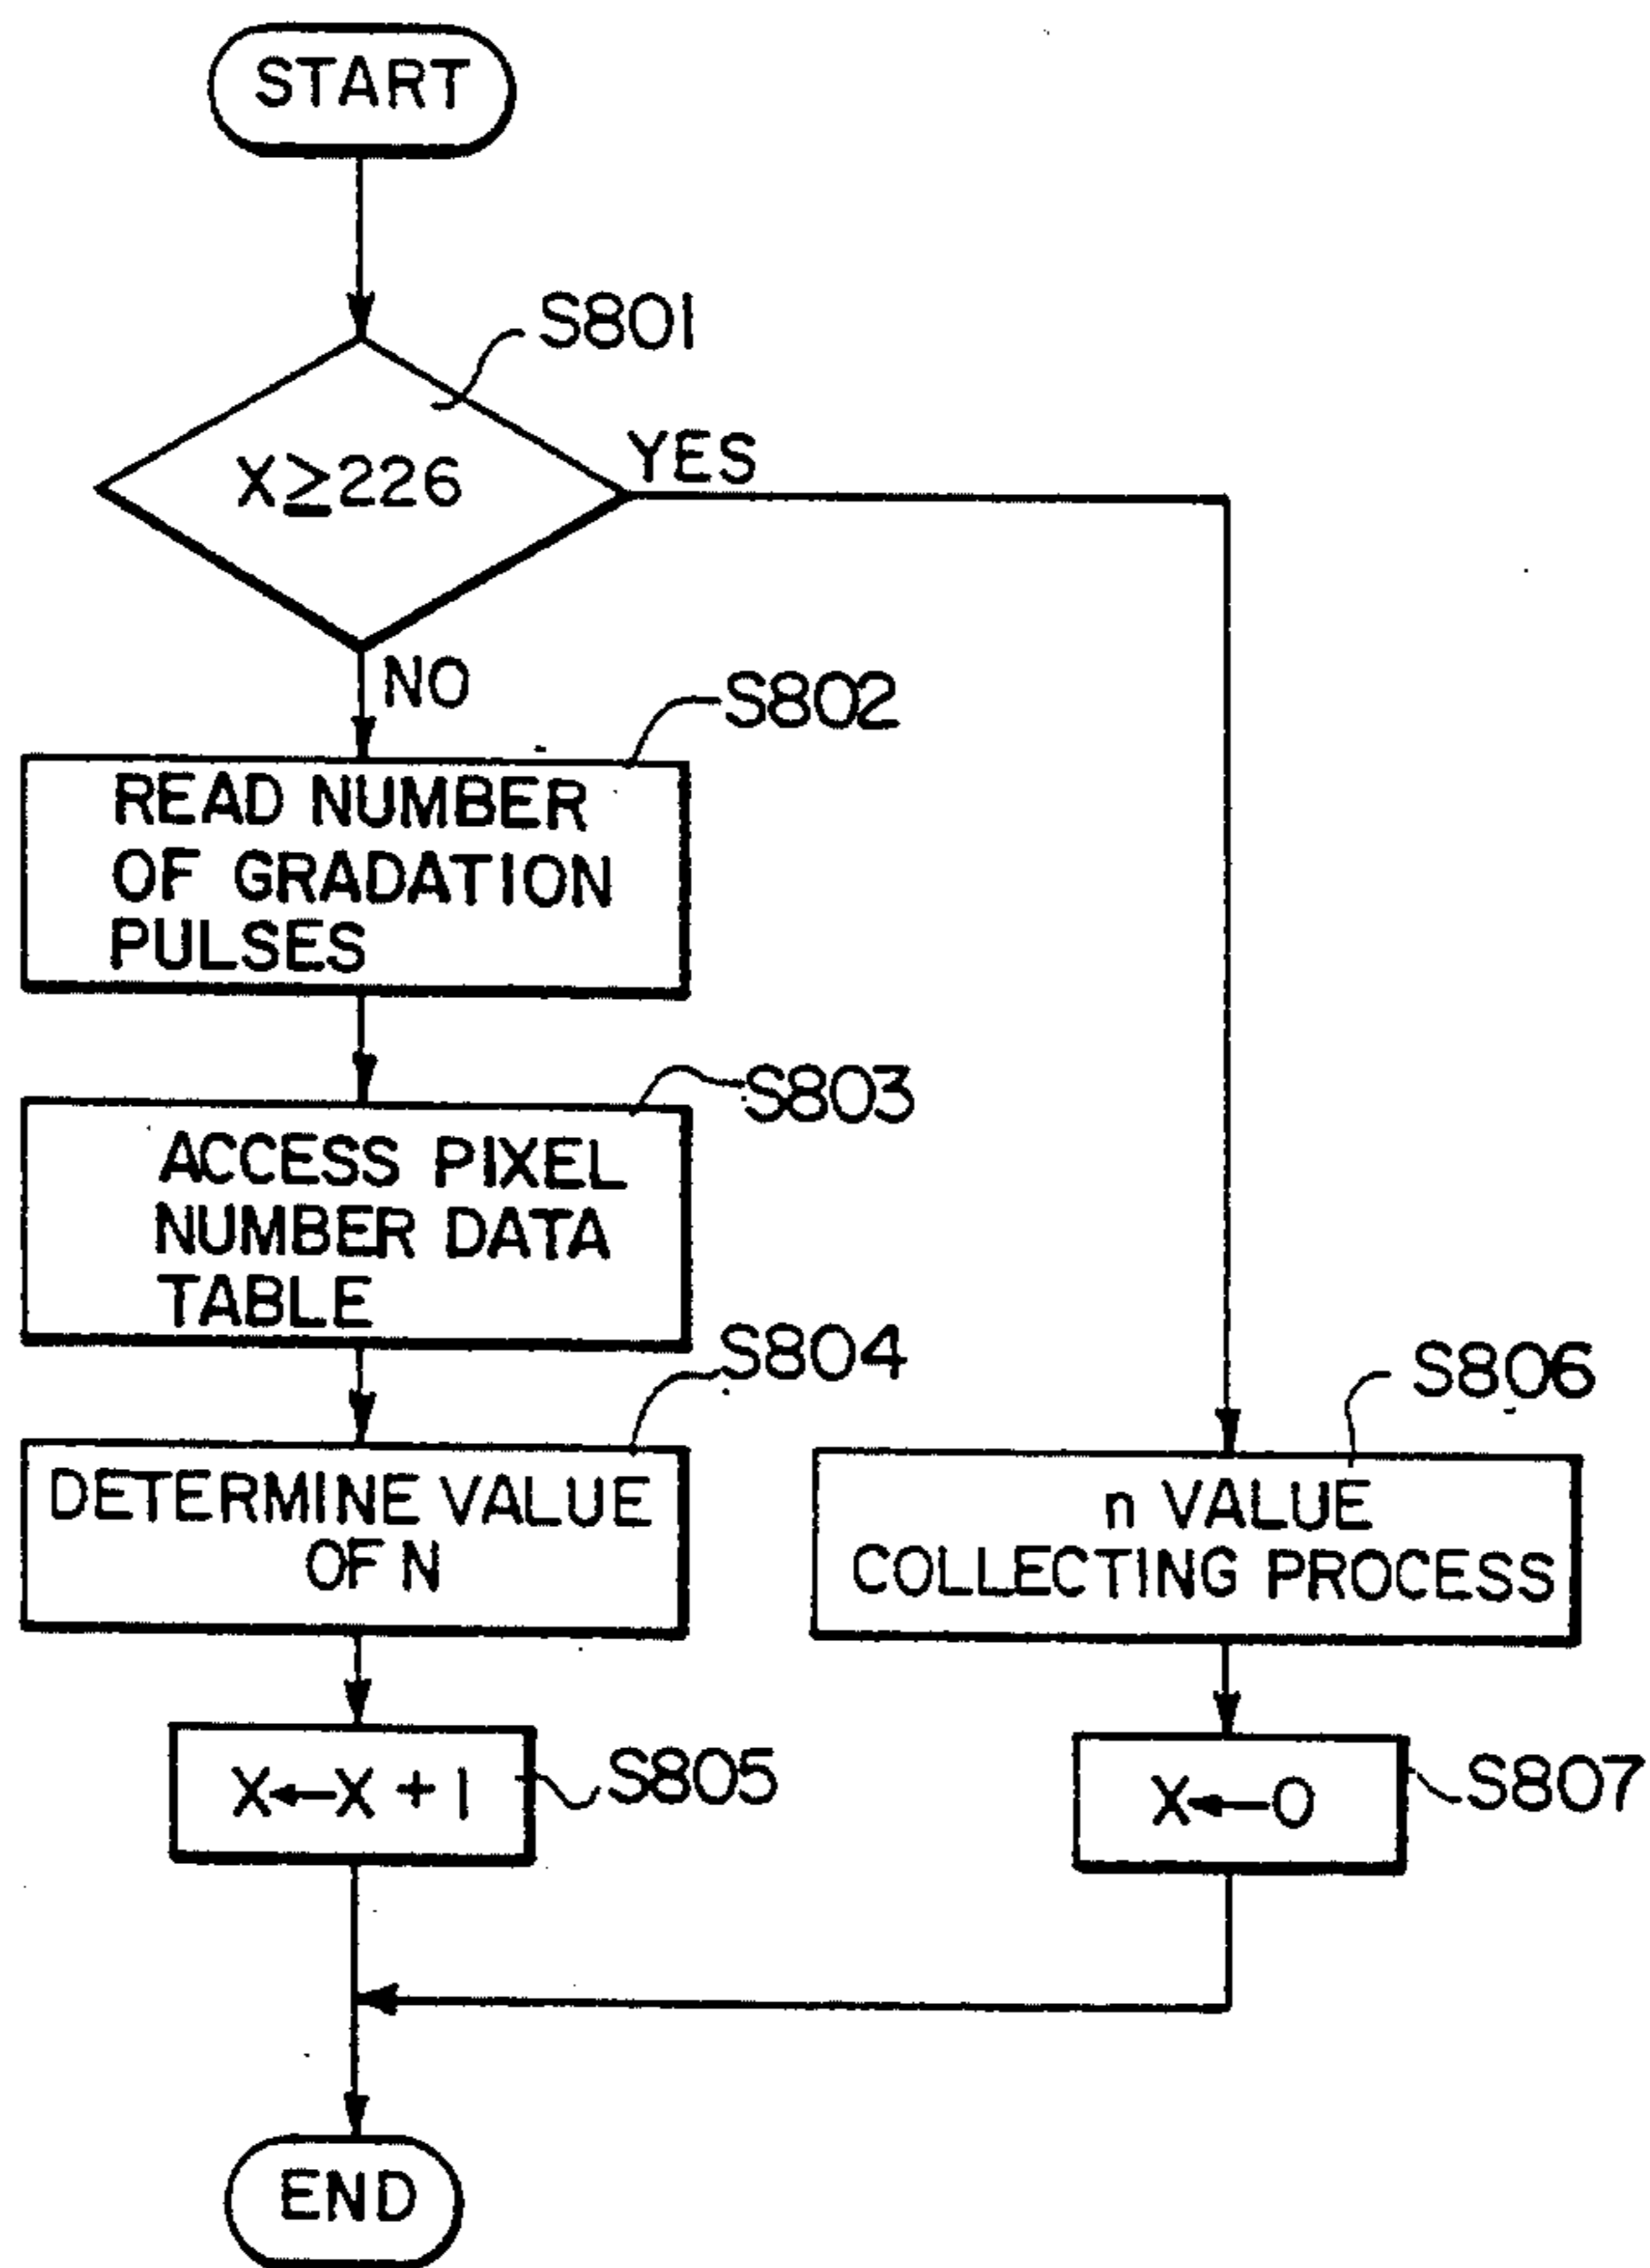 START
S801
X≥226
YES
NO
S802
READ NUMBER
OF GRADATION
PULSES
S803
ACCESS PIXEL
NUMBER DATA
TABLE
S804
DETERMINE VALUE
OF N
S805
X←X+1
S806
n VALUE
COLLECTING PROCESS
S807
X←0
END